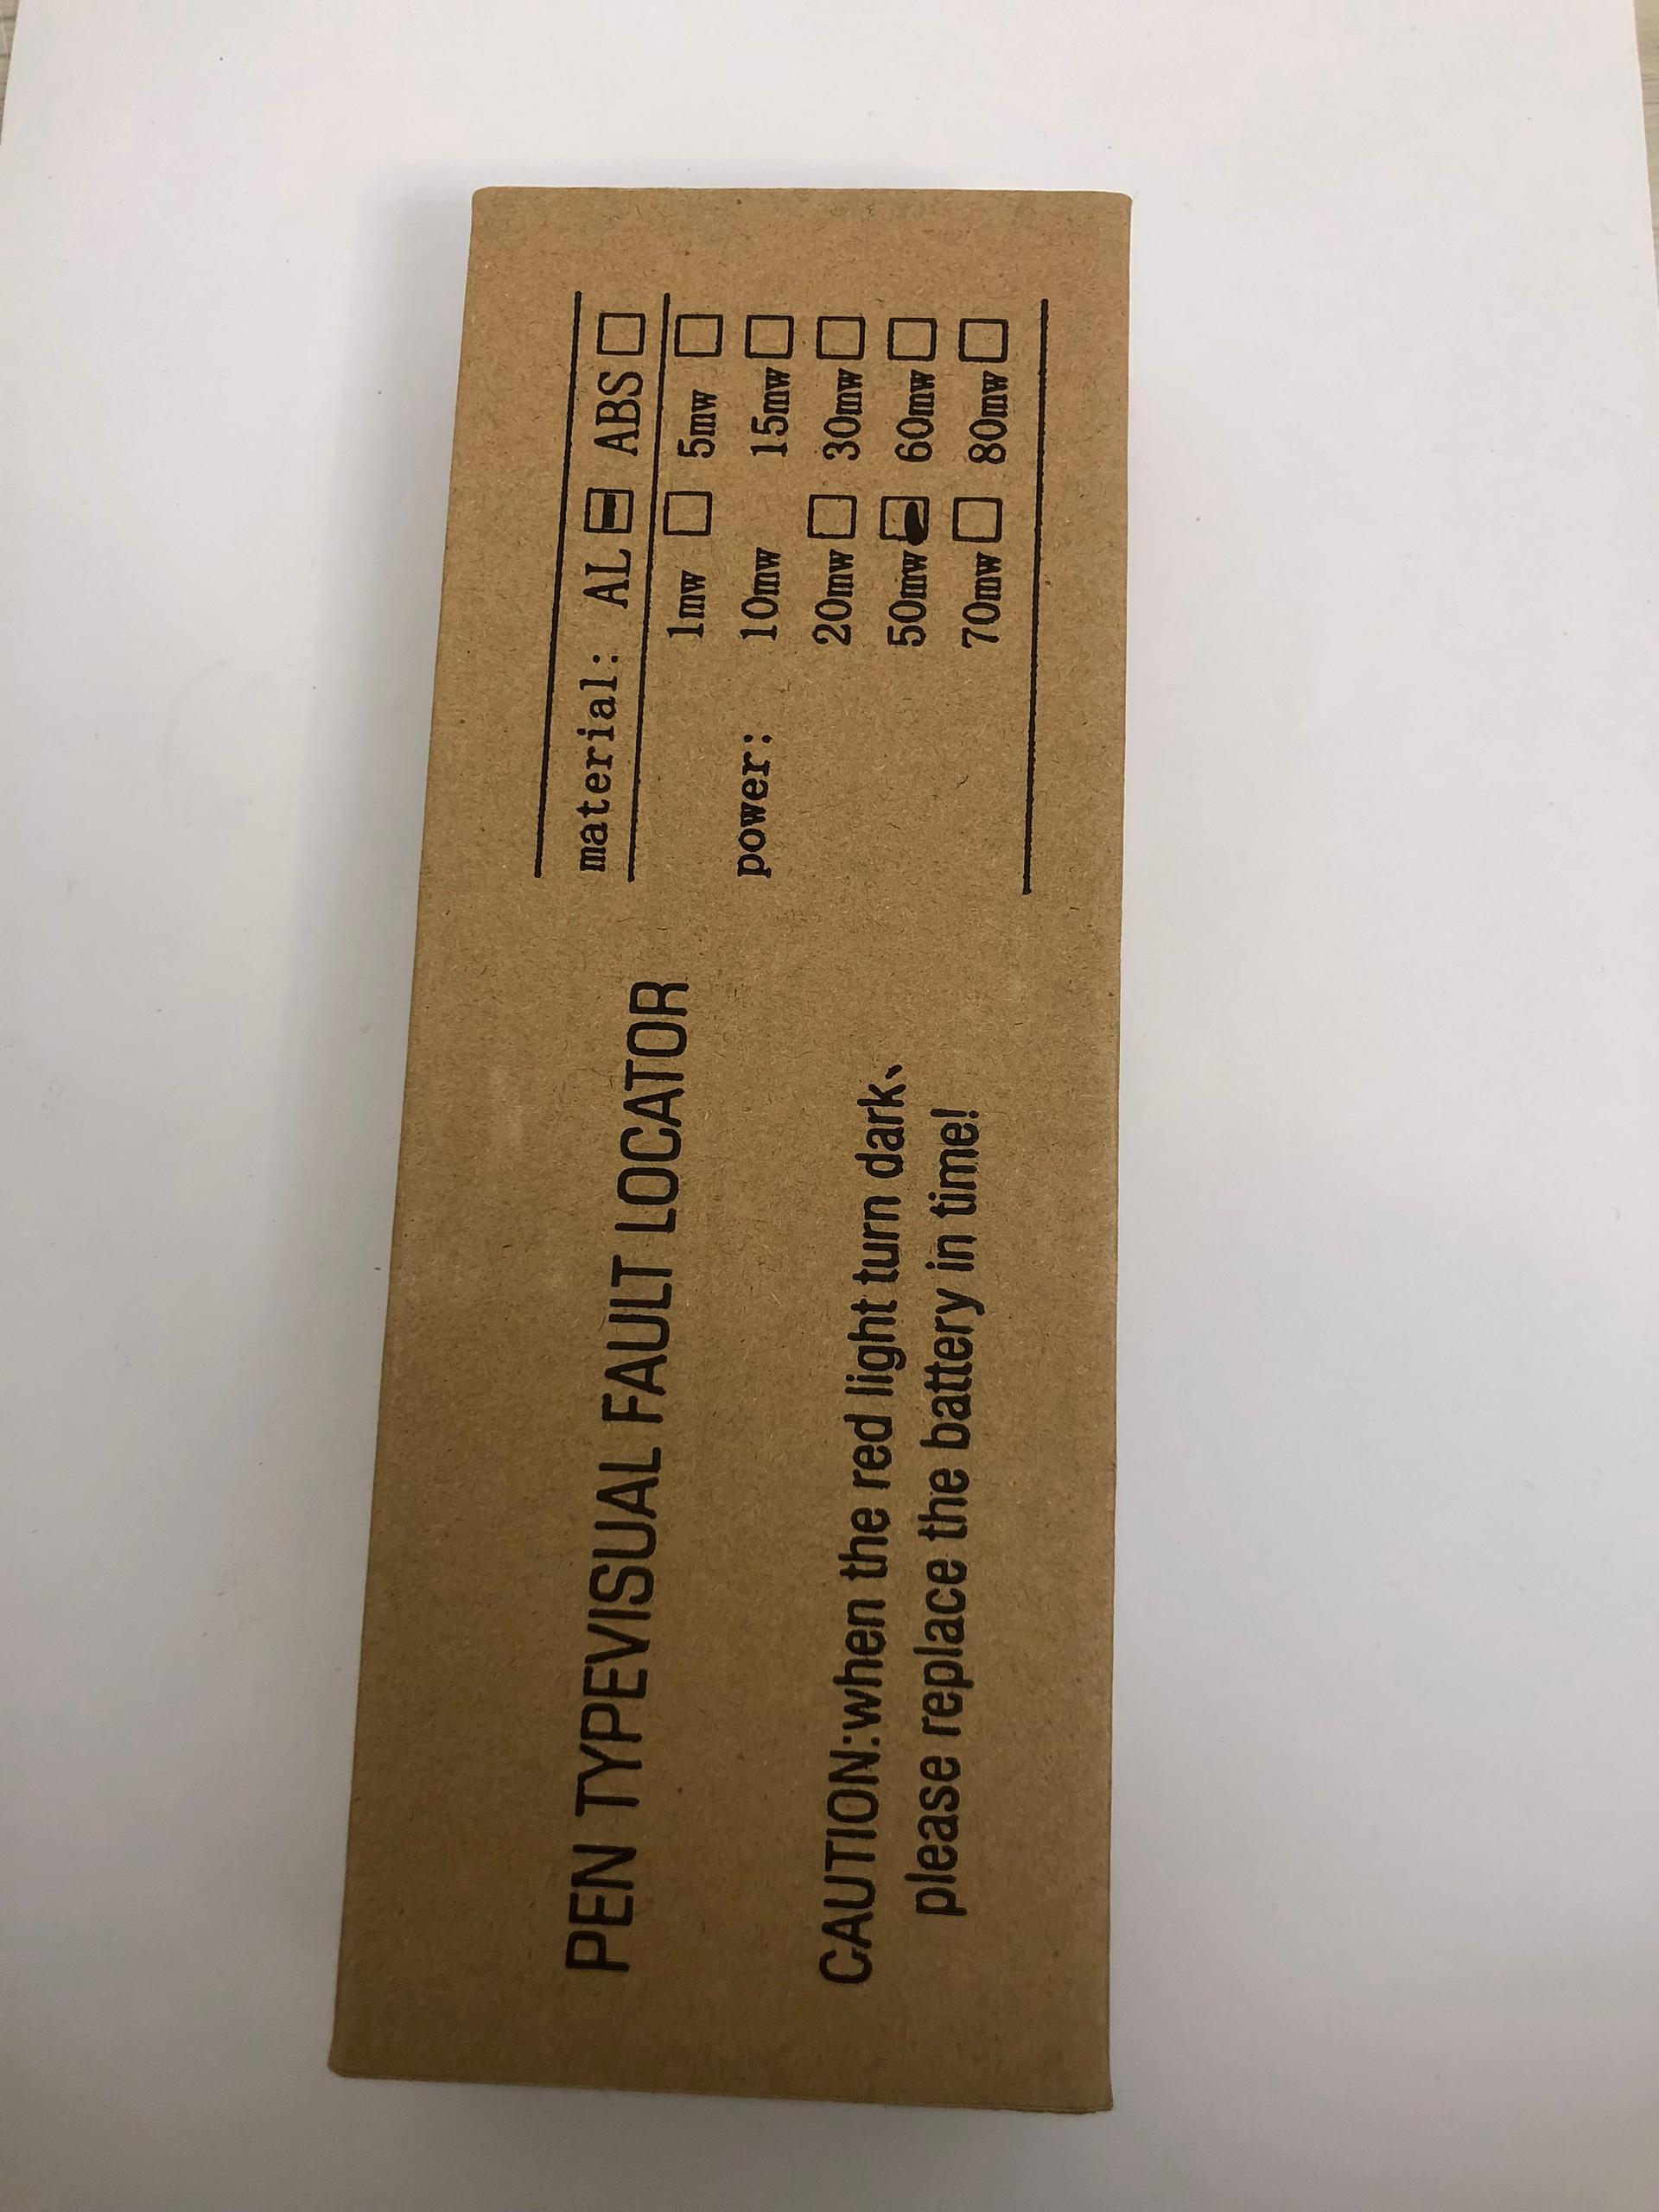 PEN TYPEVISUAL FAULT LOCATOR
CAUTION:when the red light turn dark、
please replace the battery in time!
material: AL ABS
power:
1mw 5mw
10mw 15mw
20mw 30mw
50mw 60mw
70mw 80mw